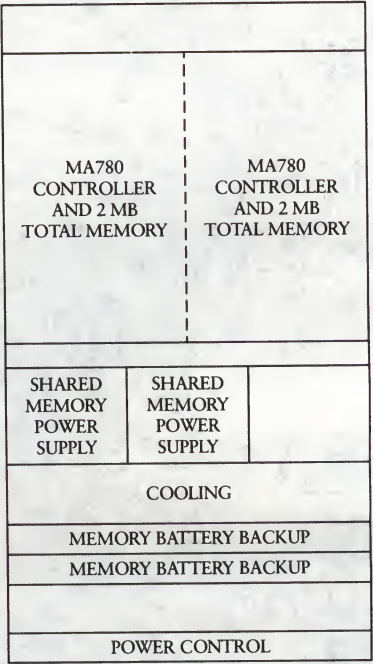 MA780
CONTROLLER
AND 2 MB
TOTAL MEMORY
MA780
CONTROLLER
AND 2 MB
TOTAL MEMORY
SHARED
MEMORY
POWER
SUPPLY
SHARED
MEMORY
POWER
SUPPLY
COOLING
MEMORY BATTERY BACKUP
MEMORY BATTERY BACKUP
POWER CONTROL